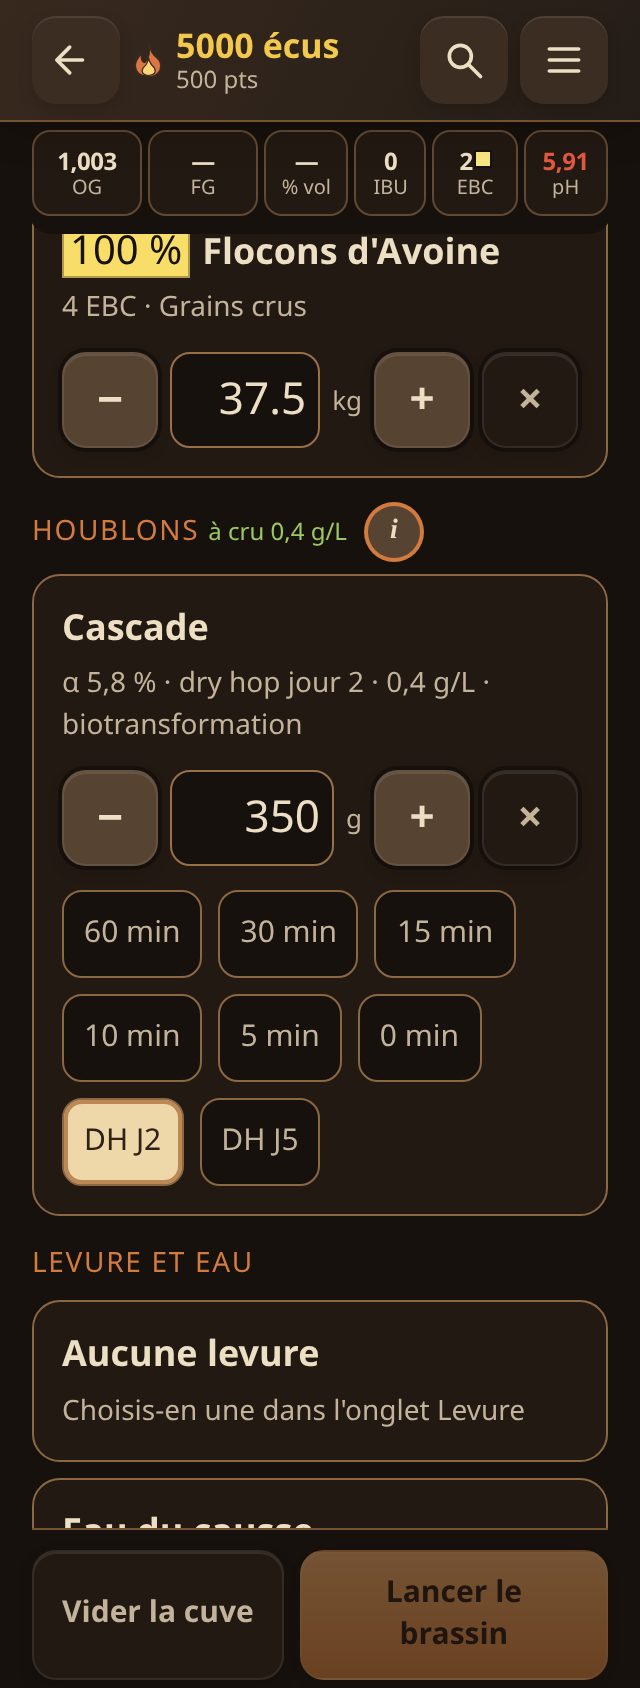 5000 écus
500 pts
1,003
OG
—
FG
—
% vol
0
IBU
2
EBC
5,91
pH
100 % Flocons d'Avoine
4 EBC · Grains crus
− 37.5 kg + ×
HOUBLONS à cru 0,4 g/L i
Cascade
α 5,8 % · dry hop jour 2 · 0,4 g/L ·
biotransformation
− 350 g + ×
60 min 30 min 15 min
10 min 5 min 0 min
DH J2 DH J5
LEVURE ET EAU
Aucune levure
Choisis-en une dans l'onglet Levure
Eau du causse
Vider la cuve
Lancer le
brassin